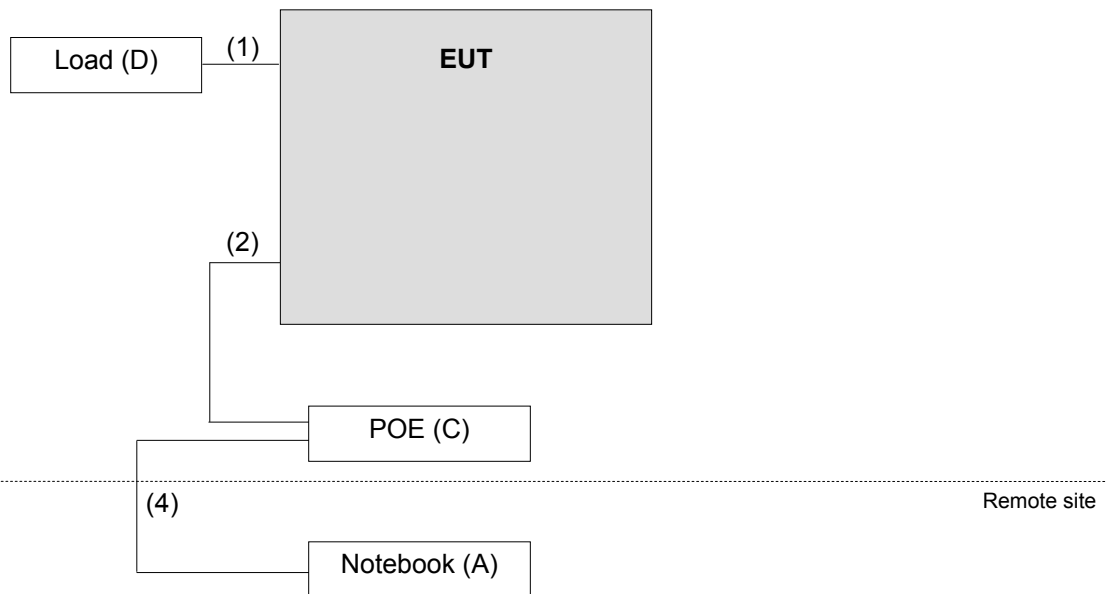 Load (D)
(1)
EUT
(2)
POE (C)
(4)
Remote site
Notebook (A)